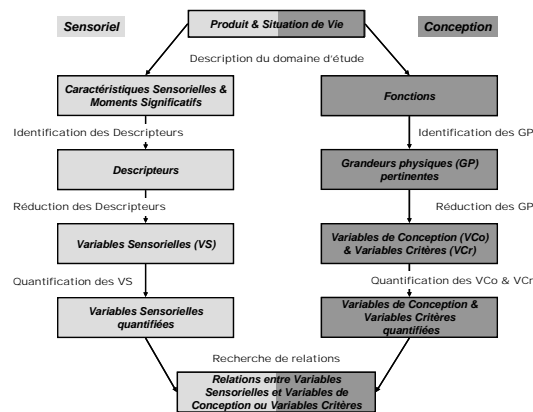 Sensoriel
Produit & Situation de Vie
Conception
Description du domaine d'étude
Caractéristiques Sensorielles &
Moments Significatifs
Fonctions
Identification des Descripteurs
Identification des GP
Descripteurs
Grandeurs physiques (GP)
pertinentes
Réduction des Descripteurs
Réduction des GP
Variables Sensorielles (VS)
Variables de Conception (VCo)
& Variables Critères (VCr)
Quantification des VS
Quantification des VCo & VCr
Variables Sensorielles
quantifiées
Variables de Conception &
Variables Critères
quantifiées
Recherche de relations
Relations entre Variables
Sensorielles et Variables de
Conception ou Variables Critères